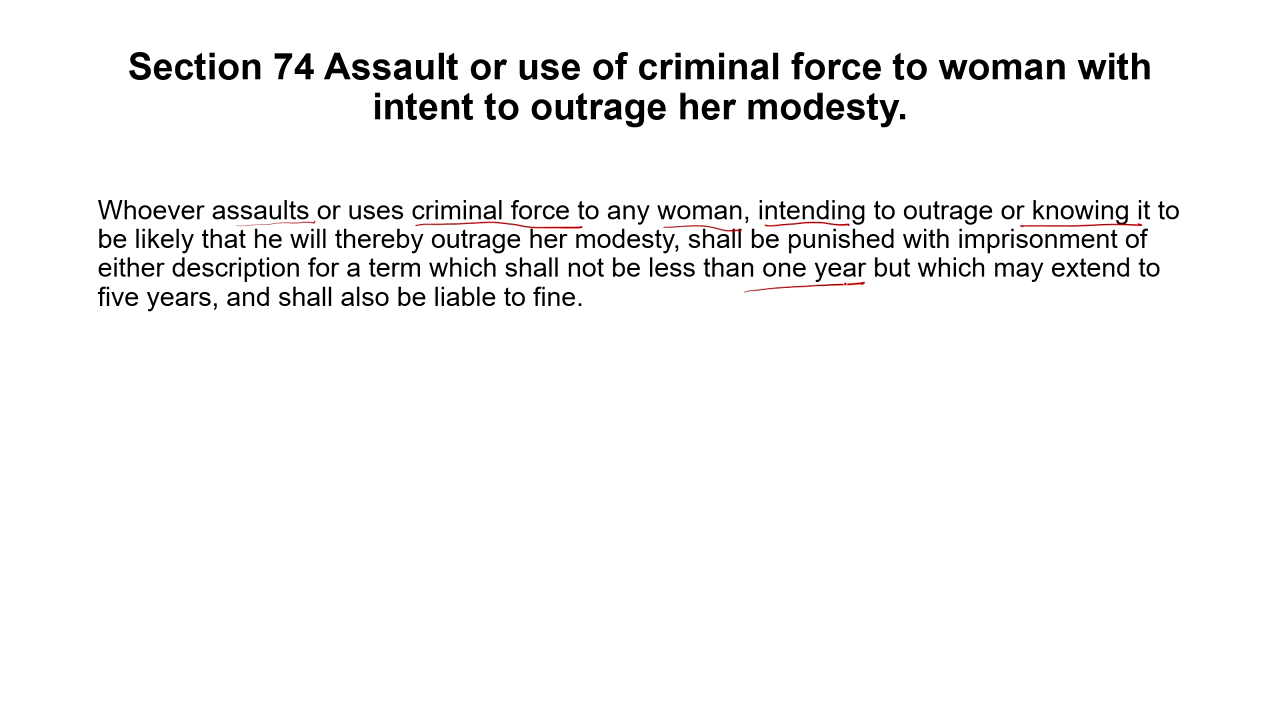 Section 74 Assault or use of criminal force to woman with
intent to outrage her modesty.
Whoever assaults or uses criminal force to any woman, intending to outrage or knowing it to
be likely that he will thereby outrage her modesty, shall be punished with imprisonment of
either description for a term which shall not be less than one year but which may extend to
five years, and shall also be liable to fine.